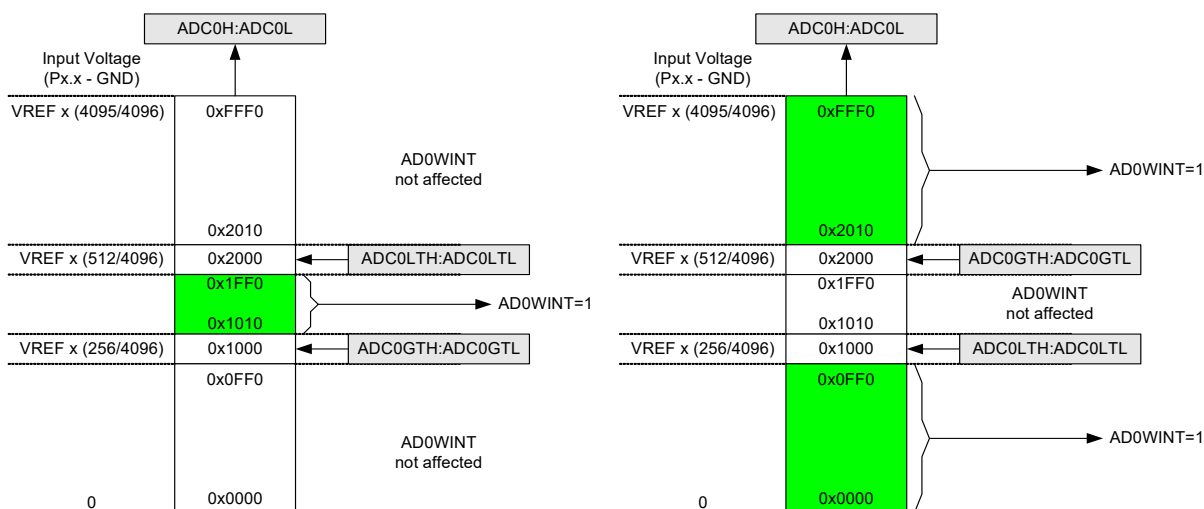 ADC0H:ADC0L
Input Voltage
(Px.x - GND)
VREF x (4095/4096)
0xFFF0
AD0WINT
not affected
0x2010
VREF x (512/4096)
0x2000
ADC0LTH:ADC0LTL
0x1FF0
AD0WINT=1
0x1010
VREF x (256/4096)
0x1000
ADC0GTH:ADC0GTL
0x0FF0
AD0WINT
not affected
0
0x0000
ADC0H:ADC0L
Input Voltage
(Px.x - GND)
VREF x (4095/4096)
0xFFF0
AD0WINT=1
0x2010
VREF x (512/4096)
0x2000
ADC0GTH:ADC0GTL
0x1FF0
AD0WINT
not affected
0x1010
VREF x (256/4096)
0x1000
ADC0LTH:ADC0LTL
0x0FF0
AD0WINT=1
0
0x0000